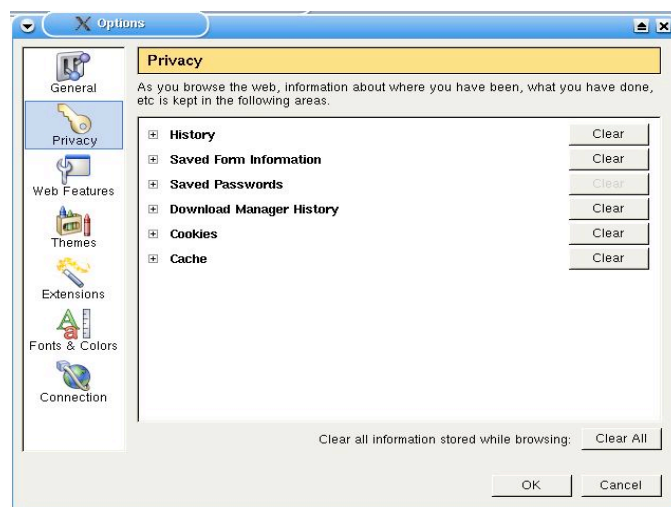 Options
General
Privacy
Web Features
Themes
Extensions
Fonts & Colors
Connection
Privacy
As you browse the web, information about where you have been, what you have done,
etc is kept in the following areas.
History Clear
Saved Form Information Clear
Saved Passwords Clear
Download Manager History Clear
Cookies Clear
Cache Clear
Clear all information stored while browsing: Clear All
OK Cancel